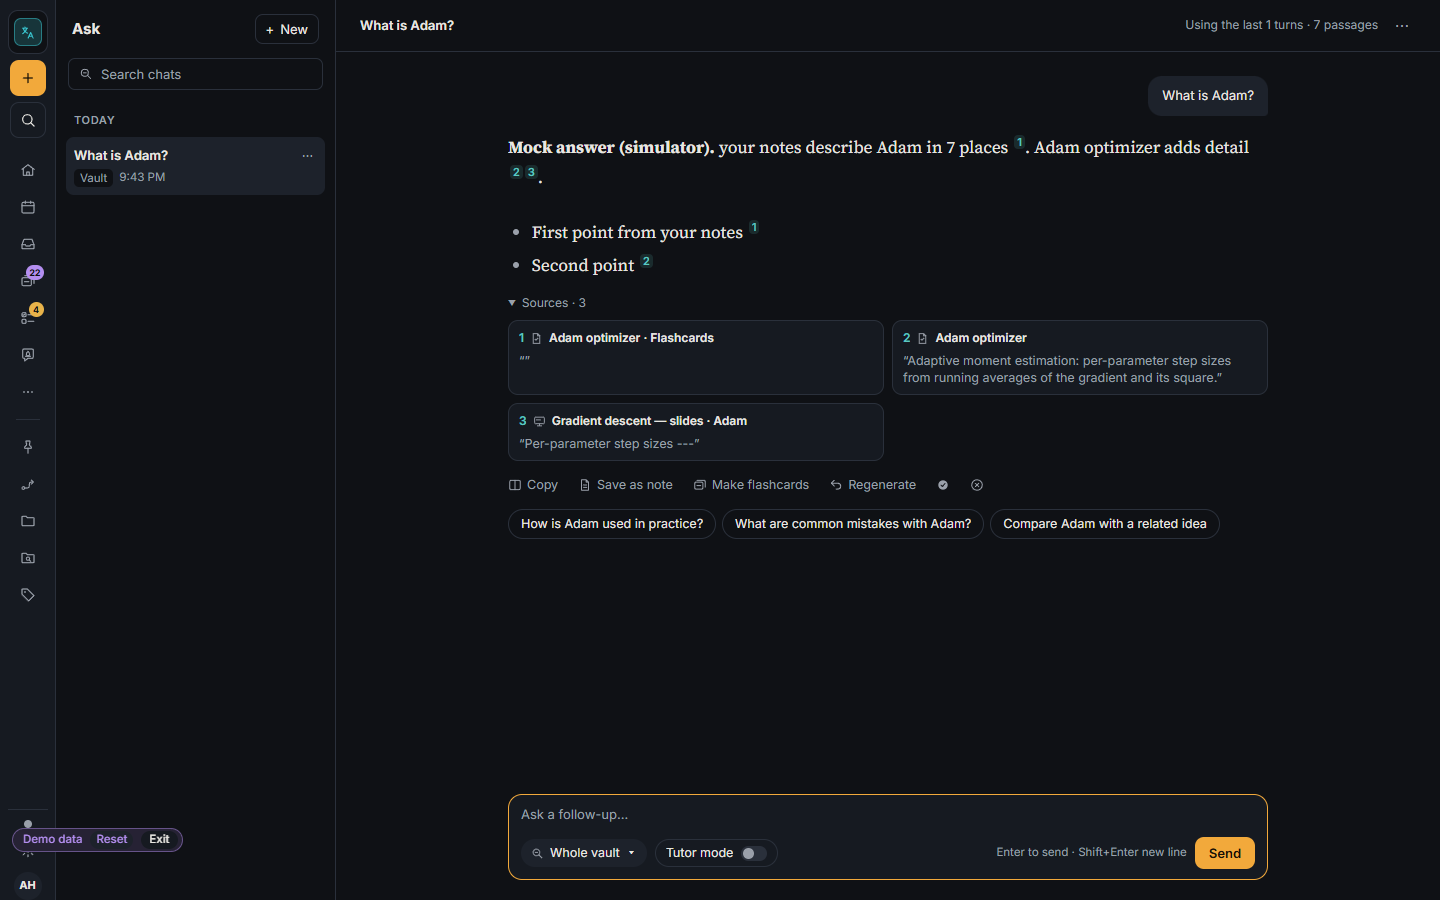 Ask
+ New
Search chats
TODAY
What is Adam?
...
Vault 9:43 PM
22
4
Demo data Reset Exit
AH
What is Adam?
Using the last 1 turns · 7 passages
...
What is Adam?
Mock answer (simulator). your notes describe Adam in 7 places 1. Adam optimizer adds detail
2 3.
• First point from your notes 1
• Second point 2
▼ Sources · 3
1 Adam optimizer · Flashcards
“”
2 Adam optimizer
“Adaptive moment estimation: per-parameter step sizes
from running averages of the gradient and its square.”
3 Gradient descent — slides · Adam
“Per-parameter step sizes ---”
Copy Save as note Make flashcards Regenerate
How is Adam used in practice? What are common mistakes with Adam? Compare Adam with a related idea
Ask a follow-up...
Whole vault Tutor mode Enter to send · Shift+Enter new line Send